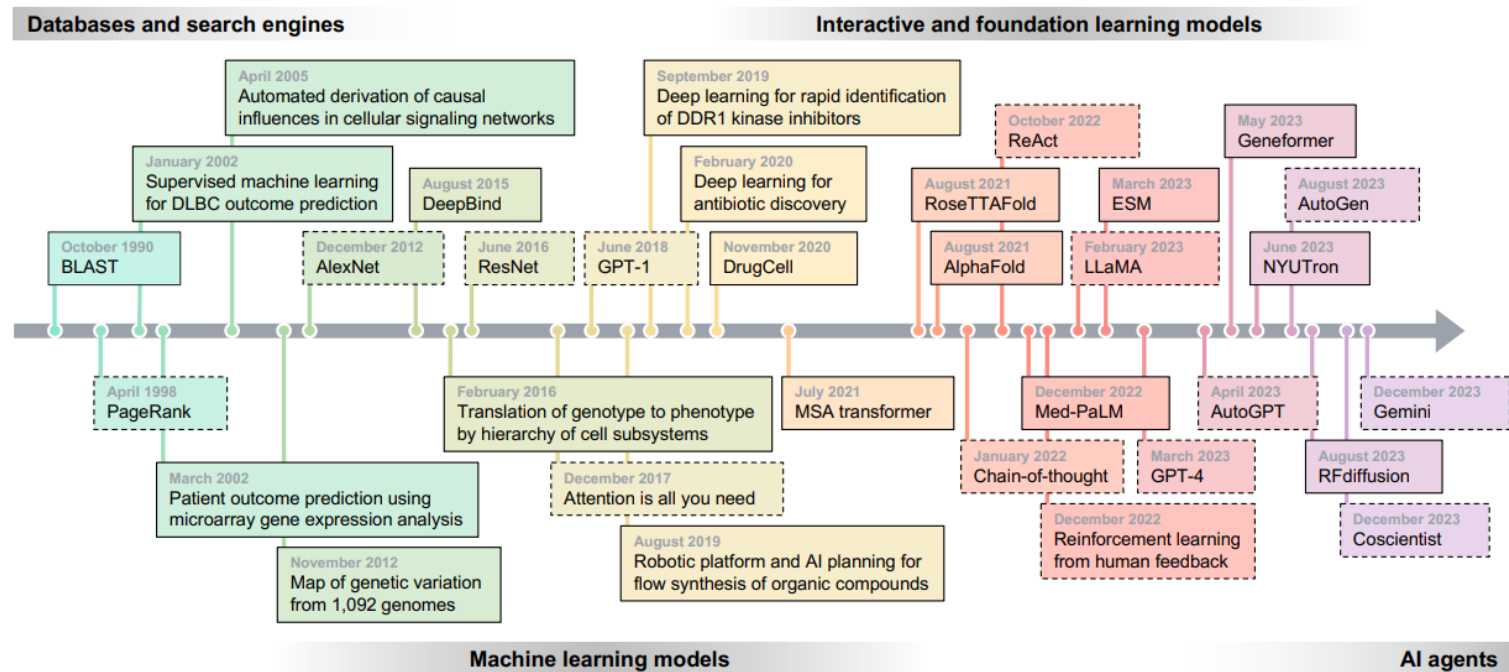 Databases and search engines
Interactive and foundation learning models
April 2005
Automated derivation of causal
influences in cellular signaling networks
September 2019
Deep learning for rapid identification
of DDR1 kinase inhibitors
October 2022
ReAct
May 2023
Geneformer
January 2002
Supervised machine learning
for DLBC outcome prediction
August 2015
DeepBind
February 2020
Deep learning for
antibiotic discovery
August 2021
RoseTTAFold
March 2023
ESM
August 2023
AutoGen
October 1990
BLAST
December 2012
AlexNet
June 2016
ResNet
June 2018
GPT-1
November 2020
DrugCell
August 2021
AlphaFold
February 2023
LLaMA
June 2023
NYUTron
April 1998
PageRank
February 2016
Translation of genotype to phenotype
by hierarchy of cell subsystems
July 2021
MSA transformer
December 2022
Med-PaLM
April 2023
AutoGPT
December 2023
Gemini
March 2002
Patient outcome prediction using
microarray gene expression analysis
December 2017
Attention is all you need
January 2022
Chain-of-thought
March 2023
GPT-4
August 2023
RFdiffusion
November 2012
Map of genetic variation
from 1,092 genomes
August 2019
Robotic platform and AI planning for
flow synthesis of organic compounds
December 2022
Reinforcement learning
from human feedback
December 2023
Coscientist
Machine learning models
AI agents